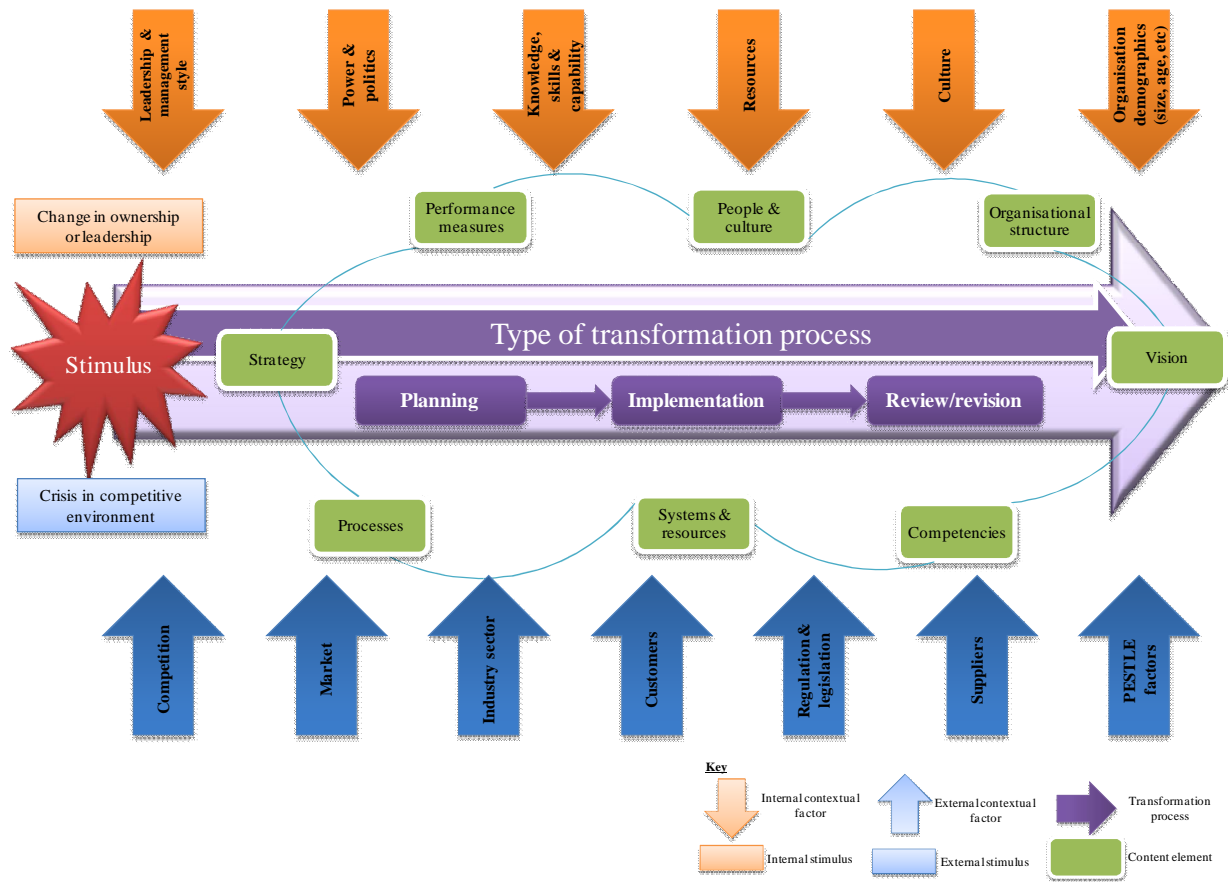 Leadership &
management
style
Power &
politics
Knowledge,
skills &
capability
Resources
Culture
Organisation
demographics
(size, age, etc)
Change in ownership
or leadership
Performance
measures
People &
culture
Organisational
structure
Stimulus
Strategy
Type of transformation process
Vision
Planning
Implementation
Review/revision
Crisis in competitive
environment
Processes
Systems &
resources
Competencies
Competition
Market
Industry sector
Customers
Regulation &
legislation
Suppliers
PESTLE
factors
Key
Internal contextual
factor
External contextual
factor
Transformation
process
Internal stimulus
External stimulus
Content element